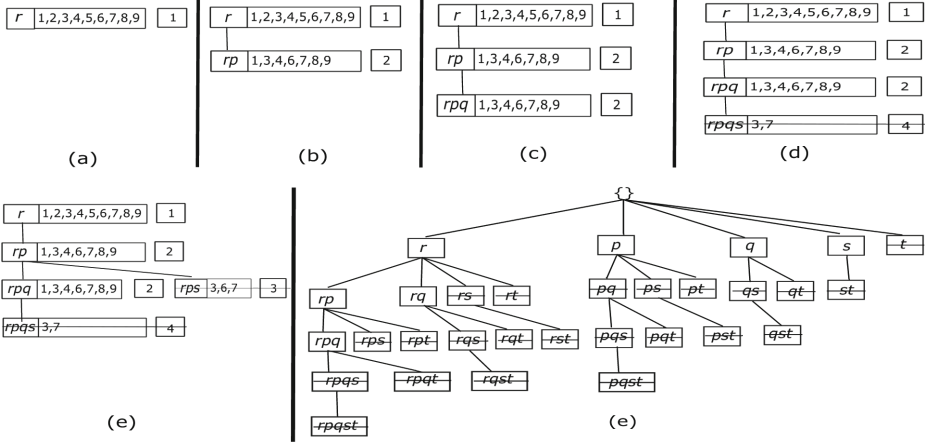 r 1,2,3,4,5,6,7,8,9 1
(a)
r 1,2,3,4,5,6,7,8,9 1
rp 1,3,4,6,7,8,9 2
(b)
r 1,2,3,4,5,6,7,8,9 1
rp 1,3,4,6,7,8,9 2
rpq 1,3,4,6,7,8,9 2
(c)
r 1,2,3,4,5,6,7,8,9 1
rp 1,3,4,6,7,8,9 2
rpq 1,3,4,6,7,8,9 2
rpqs 3,7 4
(d)
r 1,2,3,4,5,6,7,8,9 1
rp 1,3,4,6,7,8,9 2
rpq 1,3,4,6,7,8,9 2 rps 3,6,7 3
rpqs 3,7 4
(e)
{}
r p q s t
rp rq rs rt pq ps pt qs qt st
rpq rps rpt rqs rqt rst pqs pqt pst qst
rpqs rpqt rqst pqst
rpqst
(e)